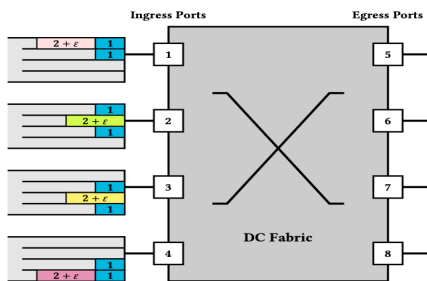 Ingress Ports Egress Ports
2 + ε 1
1 1 5
1
2 + ε 2 6
1
1 3 7
2 + ε
1
DC Fabric
4 8
1
2 + ε 1